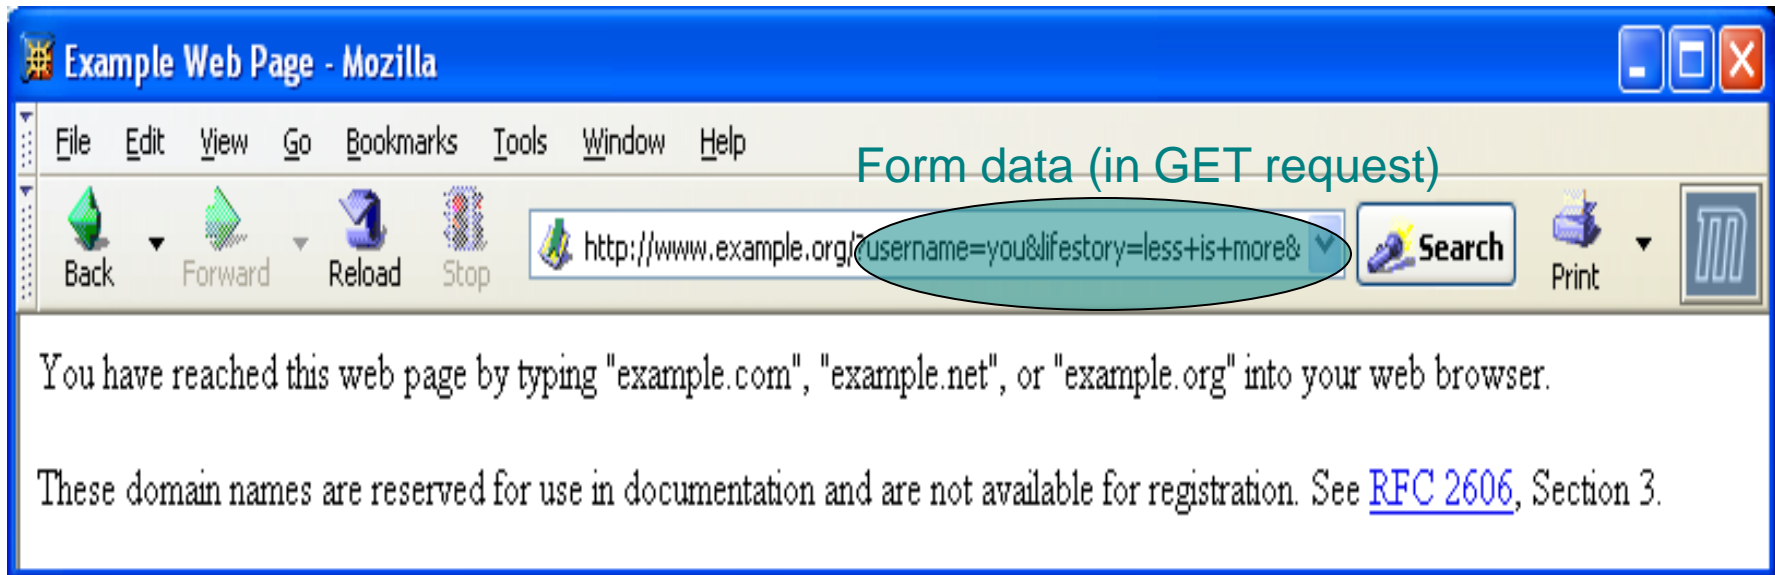 Example Web Page - Mozilla
File Edit View Go Bookmarks Tools Window Help
Form data (in GET request)
Back Forward Reload Stop http://www.example.org/?username=you&lifestory=less+is+more& Search Print m
You have reached this web page by typing "example.com", "example.net", or "example.org" into your web browser.
These domain names are reserved for use in documentation and are not available for registration. See RFC 2606, Section 3.